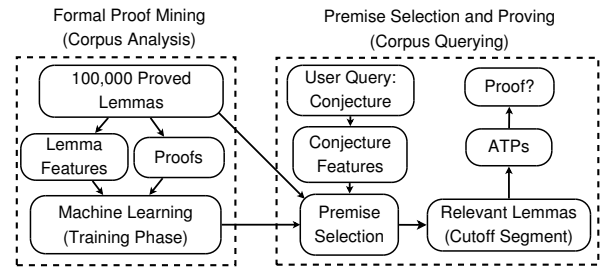 Formal Proof Mining
(Corpus Analysis)
Premise Selection and Proving
(Corpus Querying)
100,000 Proved
Lemmas
Lemma
Features
Proofs
Machine Learning
(Training Phase)
User Query:
Conjecture
Conjecture
Features
Premise
Selection
Proof?
ATPs
Relevant Lemmas
(Cutoff Segment)